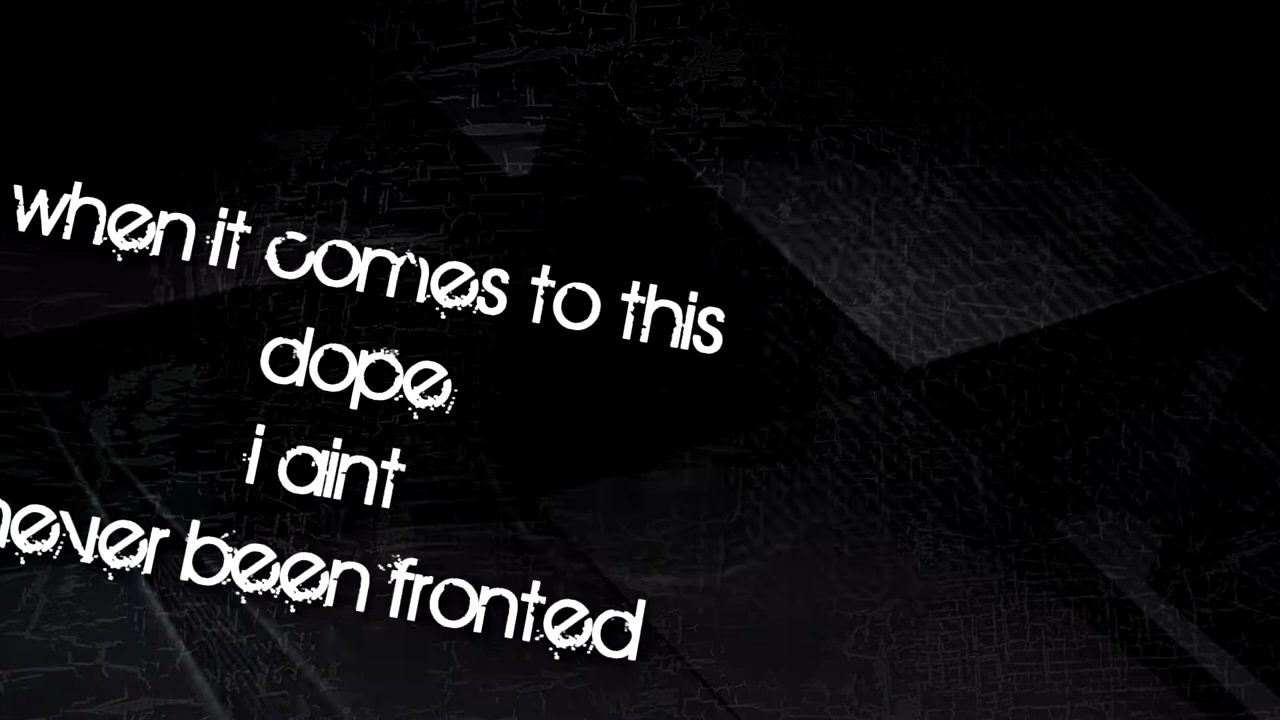 when it comes to this
dope
i aint
never been fronted